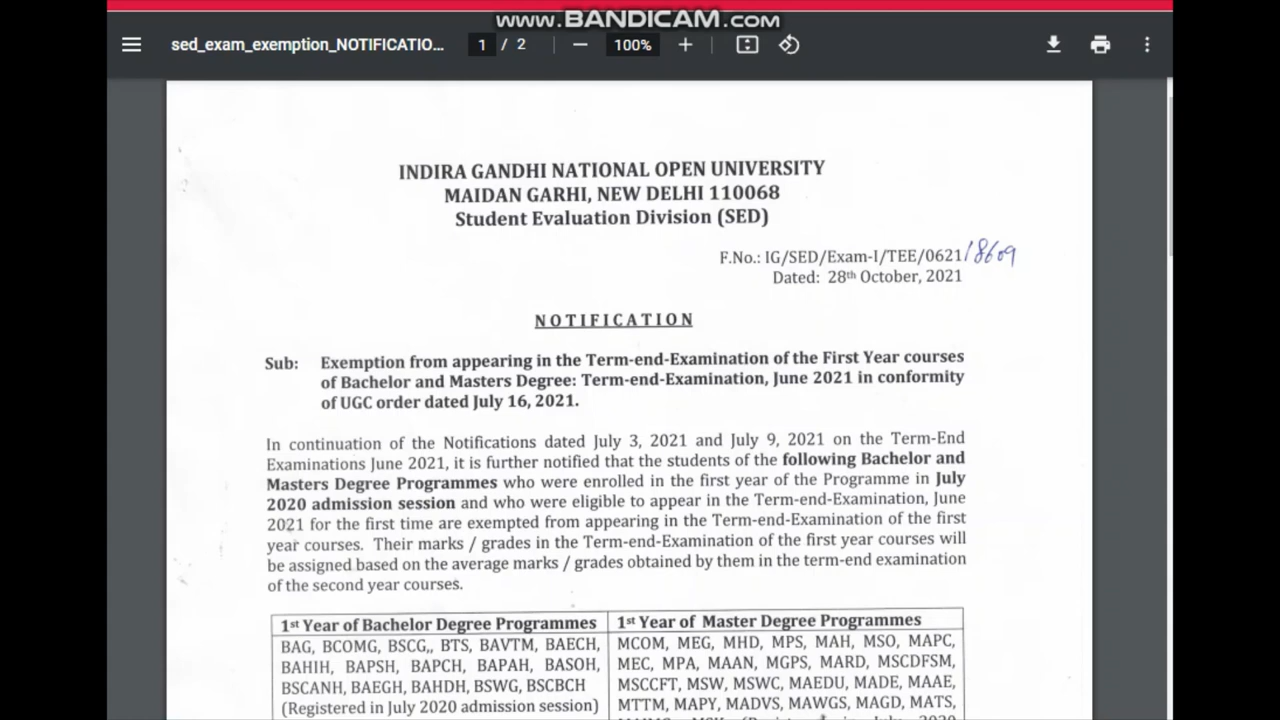 www.BANDICAM.com
sed_exam_exemption_NOTIFICATIO... 1 / 2 100%
INDIRA GANDHI NATIONAL OPEN UNIVERSITY
MAIDAN GARHI, NEW DELHI 110068
Student Evaluation Division (SED)
F.No.: IG/SED/Exam-I/TEE/0621/8609
Dated: 28th October, 2021
NOTIFICATION
Sub: Exemption from appearing in the Term-end-Examination of the First Year courses
of Bachelor and Masters Degree: Term-end-Examination, June 2021 in conformity
of UGC order dated July 16, 2021.
In continuation of the Notifications dated July 3, 2021 and July 9, 2021 on the Term-End
Examinations June 2021, it is further notified that the students of the following Bachelor and
Masters Degree Programmes who were enrolled in the first year of the Programme in July
2020 admission session and who were eligible to appear in the Term-end-Examination, June
2021 for the first time are exempted from appearing in the Term-end-Examination of the first
year courses. Their marks / grades in the Term-end-Examination of the first year courses will
be assigned based on the average marks / grades obtained by them in the term-end examination
of the second year courses.
1st Year of Bachelor Degree Programmes
BAG, BCOMG, BSCG,, BTS, BAVTM, BAECH,
BAHIH, BAPSH, BAPCH, BAPAH, BASOH,
BSCANH, BAEGH, BAHDH, BSWG, BSCBCH
(Registered in July 2020 admission session)
1st Year of Master Degree Programmes
MCOM, MEG, MHD, MPS, MAH, MSO, MAPC,
MEC, MPA, MAAN, MGPS, MARD, MSCDFSM,
MSCCFT, MSW, MSWC, MAEDU, MADE, MAAE,
MTTM, MAPY, MADVS, MAWGS, MAGD, MATS,